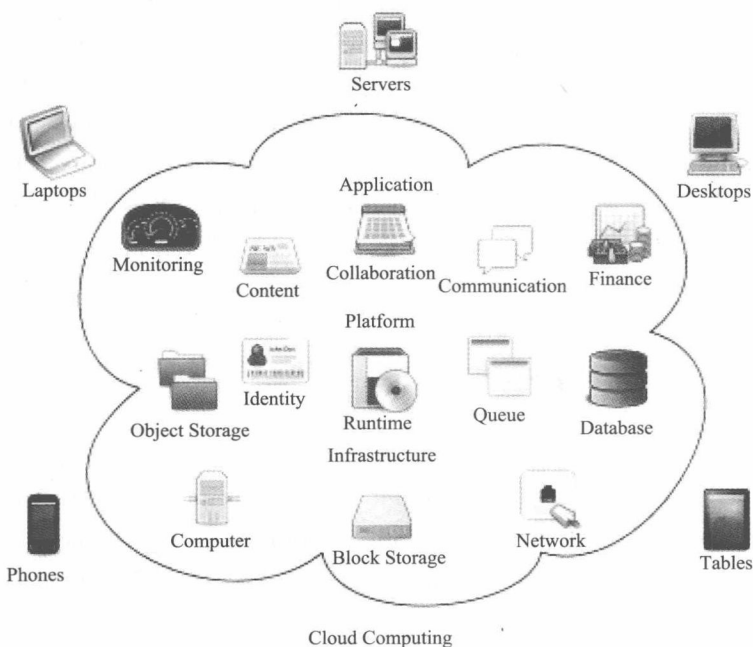 Servers
Laptops
Desktops
Application
Monitoring
Content
Collaboration
Communication
Finance
Platform
Object Storage
Identity
Runtime
Queue
Database
Infrastructure
Computer
Block Storage
Network
Phones
Tables
Cloud Computing